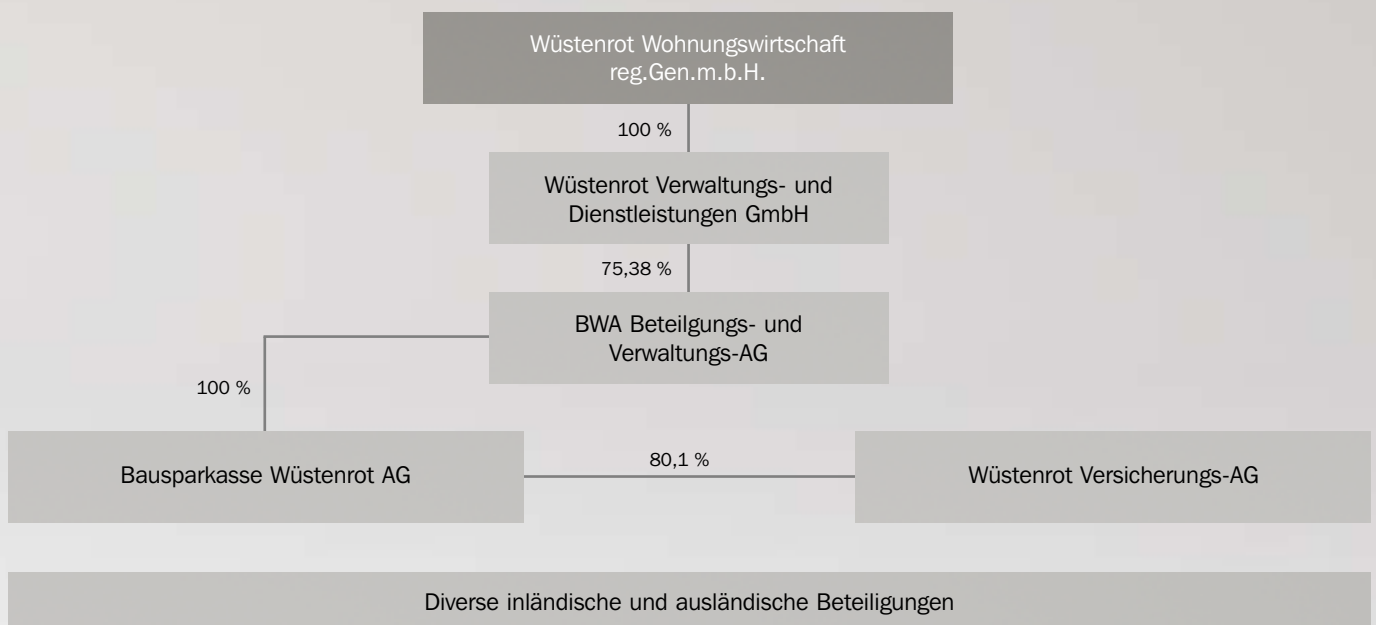 Wüstenrot Wohnungswirtschaft
reg.Gen.m.b.H.
100 %
Wüstenrot Verwaltungs- und
Dienstleistungen GmbH
75,38 %
BWA Beteilgungs- und
Verwaltungs-AG
100 %
Bausparkasse Wüstenrot AG
80,1 %
Wüstenrot Versicherungs-AG
Diverse inländische und ausländische Beteiligungen